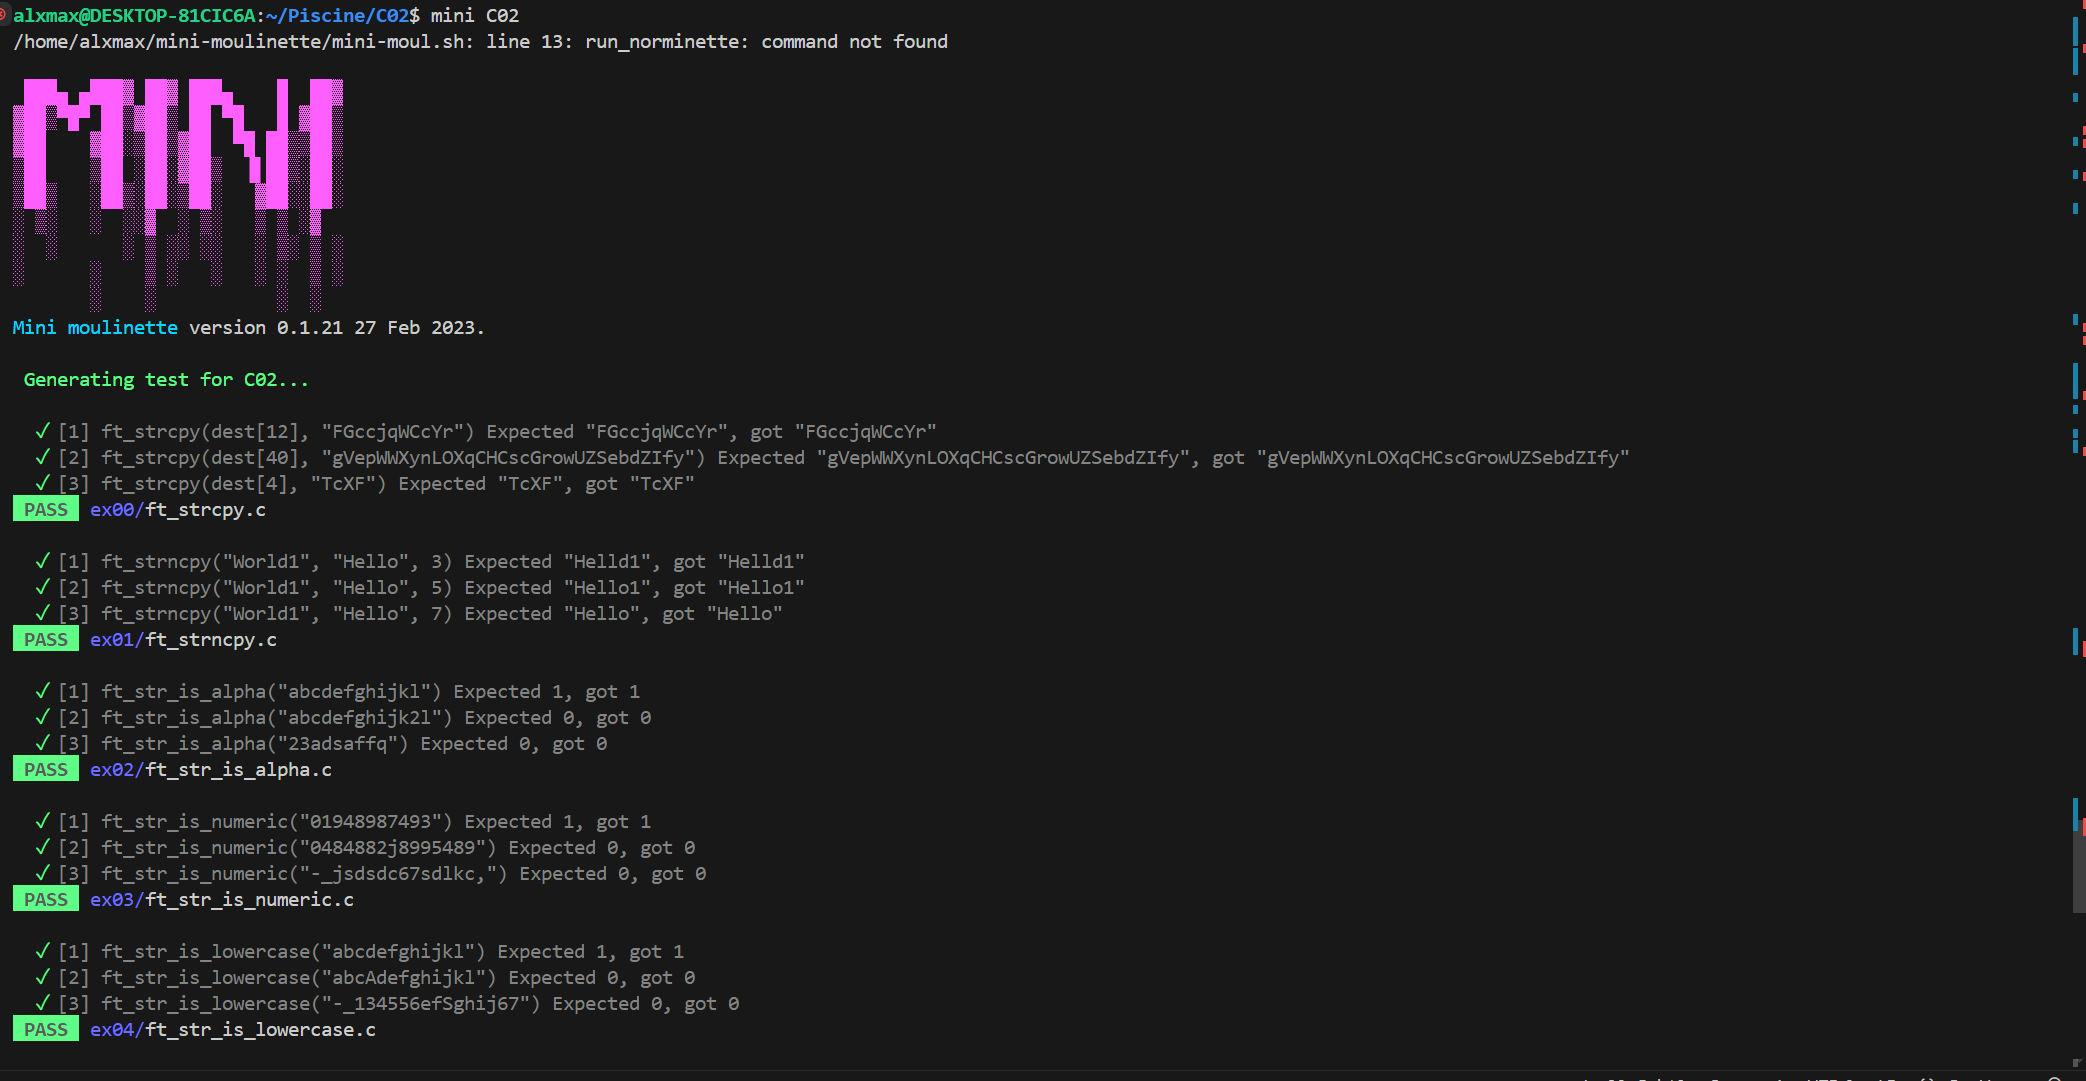 alxmax@DESKTOP-81CIC6A:~/Piscine/C02$ mini C02
/home/alxmax/mini-moulinette/mini-moul.sh: line 13: run_norminette: command not found
MINI
Mini moulinette version 0.1.21 27 Feb 2023.
Generating test for C02...
✓ [1] ft_strcpy(dest[12], "FGccjqWCcYr") Expected "FGccjqWCcYr", got "FGccjqWCcYr"
✓ [2] ft_strcpy(dest[40], "gVepWWXynLOXqCHCscGrowUZSebdZIfy") Expected "gVepWWXynLOXqCHCscGrowUZSebdZIfy", got "gVepWWXynLOXqCHCscGrowUZSebdZIfy"
✓ [3] ft_strcpy(dest[4], "TcXF") Expected "TcXF", got "TcXF"
PASS ex00/ft_strcpy.c
✓ [1] ft_strncpy("World1", "Hello", 3) Expected "Helld1", got "Helld1"
✓ [2] ft_strncpy("World1", "Hello", 5) Expected "Hello1", got "Hello1"
✓ [3] ft_strncpy("World1", "Hello", 7) Expected "Hello", got "Hello"
PASS ex01/ft_strncpy.c
✓ [1] ft_str_is_alpha("abcdefghijkl") Expected 1, got 1
✓ [2] ft_str_is_alpha("abcdefghijk2l") Expected 0, got 0
✓ [3] ft_str_is_alpha("23adsaffq") Expected 0, got 0
PASS ex02/ft_str_is_alpha.c
✓ [1] ft_str_is_numeric("01948987493") Expected 1, got 1
✓ [2] ft_str_is_numeric("0484882j8995489") Expected 0, got 0
✓ [3] ft_str_is_numeric("-_jsdsdc67sdlkc,") Expected 0, got 0
PASS ex03/ft_str_is_numeric.c
✓ [1] ft_str_is_lowercase("abcdefghijkl") Expected 1, got 1
✓ [2] ft_str_is_lowercase("abcAdefghijkl") Expected 0, got 0
✓ [3] ft_str_is_lowercase("-_134556efSghij67") Expected 0, got 0
PASS ex04/ft_str_is_lowercase.c